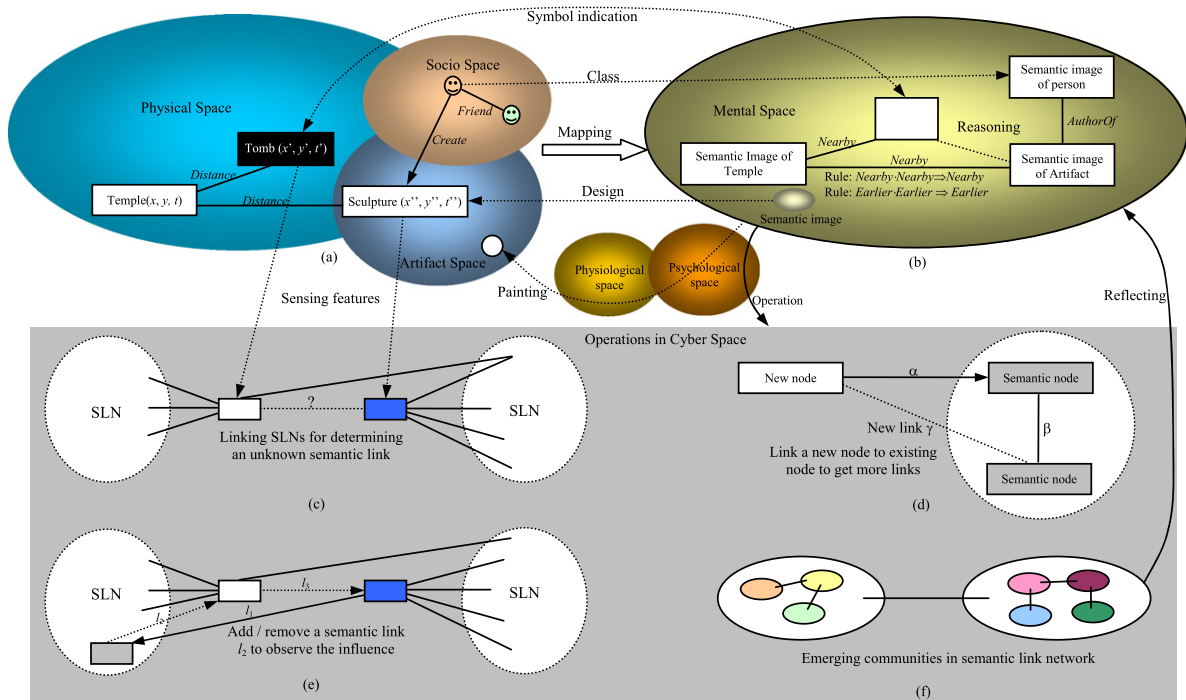 Symbol indication
Socio Space
Class
Semantic image
of person
Physical Space
Mental Space
Friend
Reasoning
AuthorOf
Create
Mapping
Tomb (x’, y’, t’)
Nearby
Distance
Semantic Image of
Temple
Nearby
Semantic image
of Artifact
Rule: Nearby·Nearby⇒Nearby
Rule: Earlier·Earlier ⇒ Earlier
Temple(x, y, t)
Distance
Sculpture (x’’, y’’, t’’)
Design
Semantic image
(a)
Artifact Space
(b)
Physiological
space
Psychological
space
Sensing features
Painting
Operation
Reflecting
Operations in Cyber Space
SLN
?
SLN
Linking SLNs for determining
an unknown semantic link
(c)
New node
α
Semantic node
New link γ
β
Link a new node to existing
node to get more links
Semantic node
(d)
SLN
l3
SLN
l2
l1
Add / remove a semantic link
l2 to observe the influence
(e)
Emerging communities in semantic link network
(f)